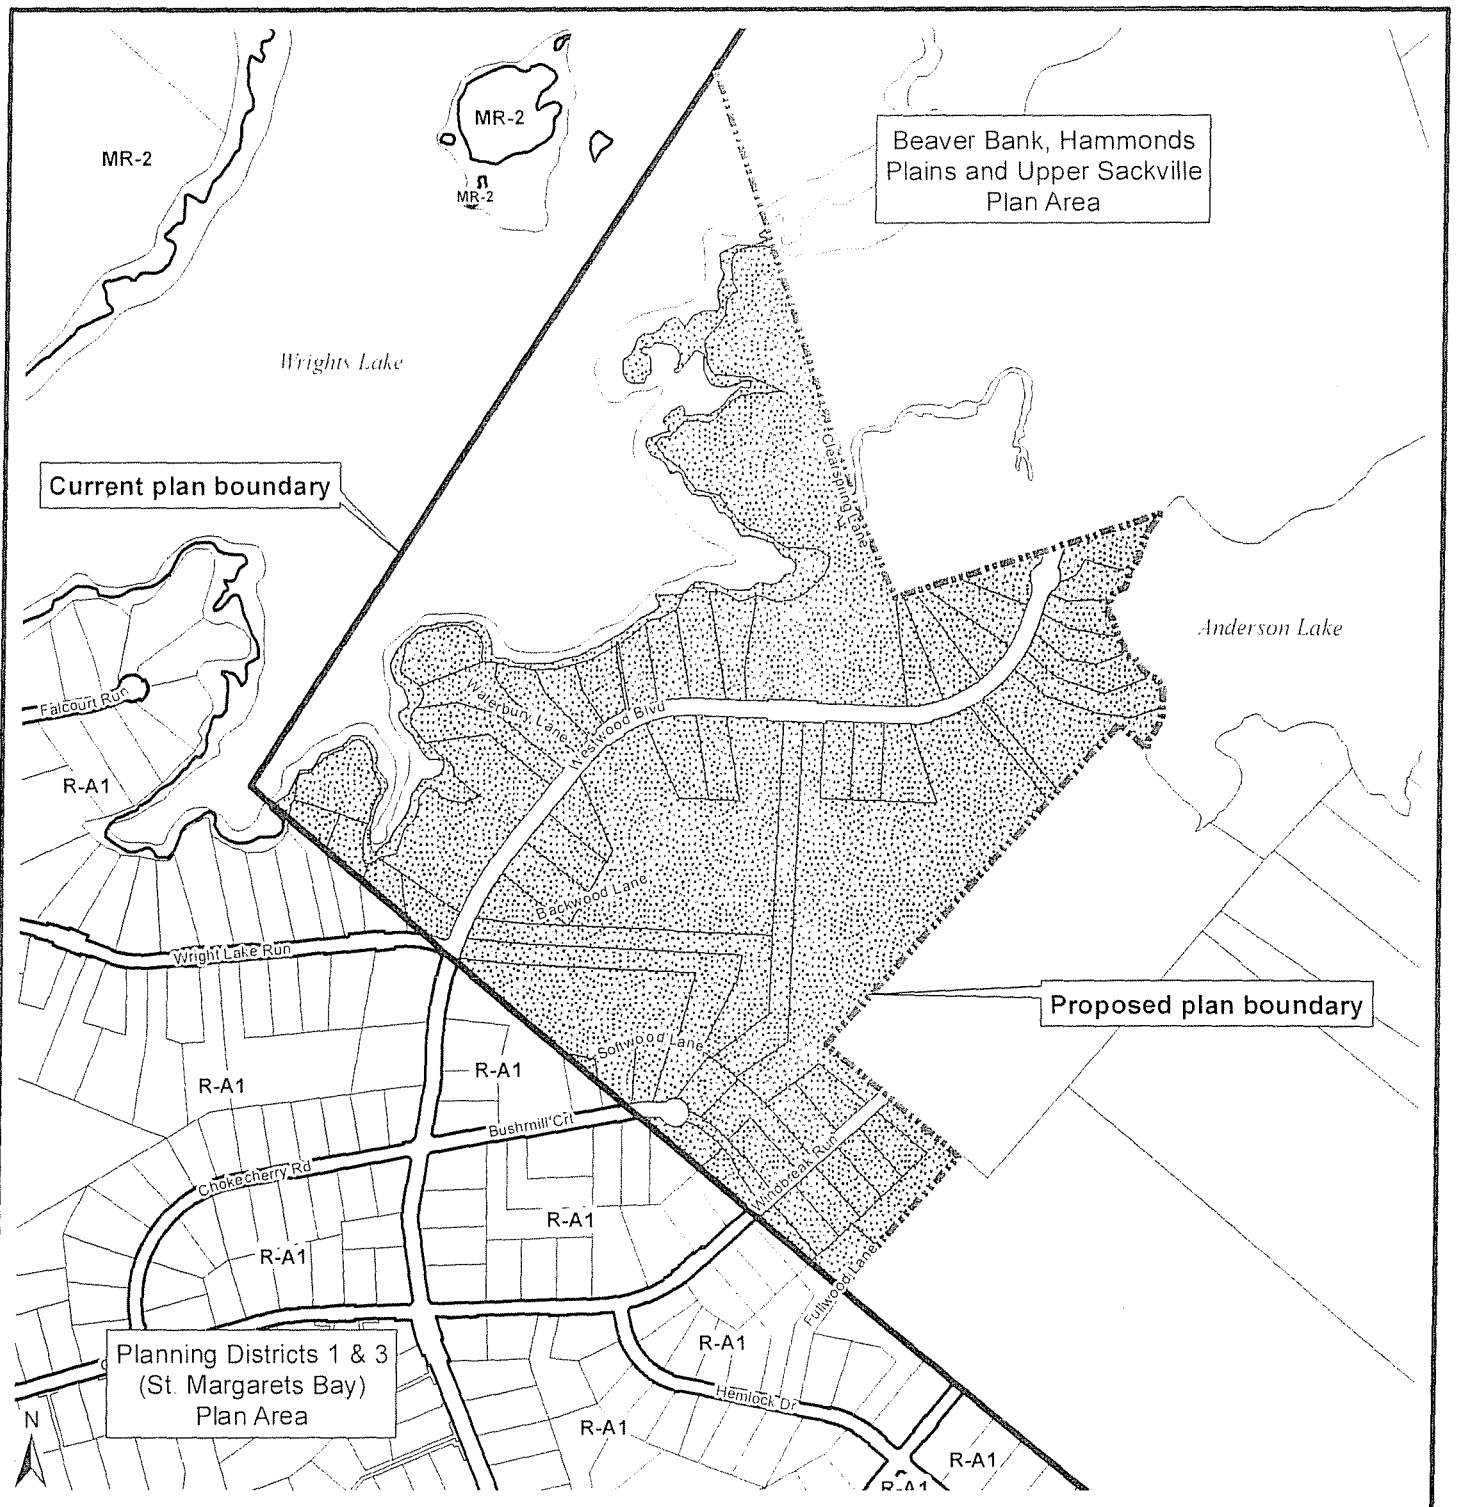 MR-2
MR-2
MR-2
Beaver Bank, Hammonds
Plains and Upper Sackville
Plan Area
Wrights Lake
Clearspring Lane
Current plan boundary
Anderson Lake
Falcourt Run
Waterbury Lane
Westwood Blvd
R-A1
Backwood Lane
Wright Lake Run
Proposed plan boundary
Softwood Lane
R-A1
R-A1
Bushmill Crt
Chokecherry Rd
Windbreak Run
R-A1
R-A1
Fullwood Lane
R-A1
Planning Districts 1 & 3
(St. Margarets Bay)
Plan Area
Hemlock Dr
N
R-A1
R-A1
R-A1